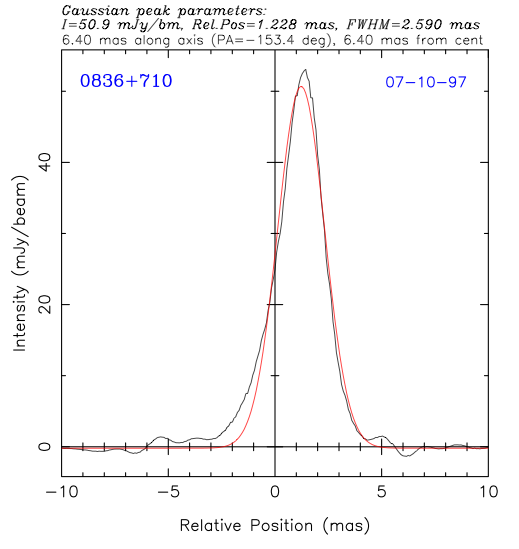 Gaussian peak parameters:
I=50.9 mJy/bm, Rel.Pos=1.228 mas, FWHM=2.590 mas
6.40 mas along axis (PA=−153.4 deg), 6.40 mas from cent
0836+710
07-10-97
40
20
0
Intensity (mJy/beam)
−10
−5
0
5
10
Relative Position (mas)